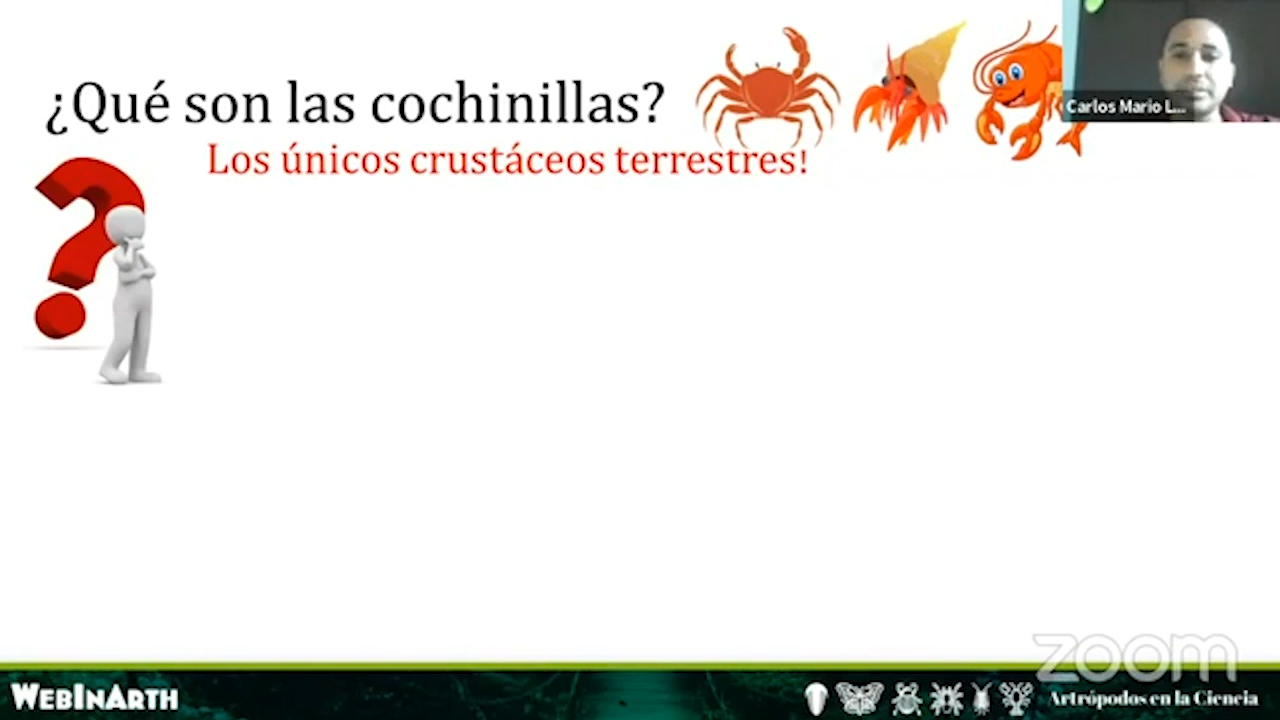 ¿Qué son las cochinillas?
Los únicos crustáceos terrestres!
Carlos Mario L...
zoom
WEBINARTH
Artrópodos en la Ciencia